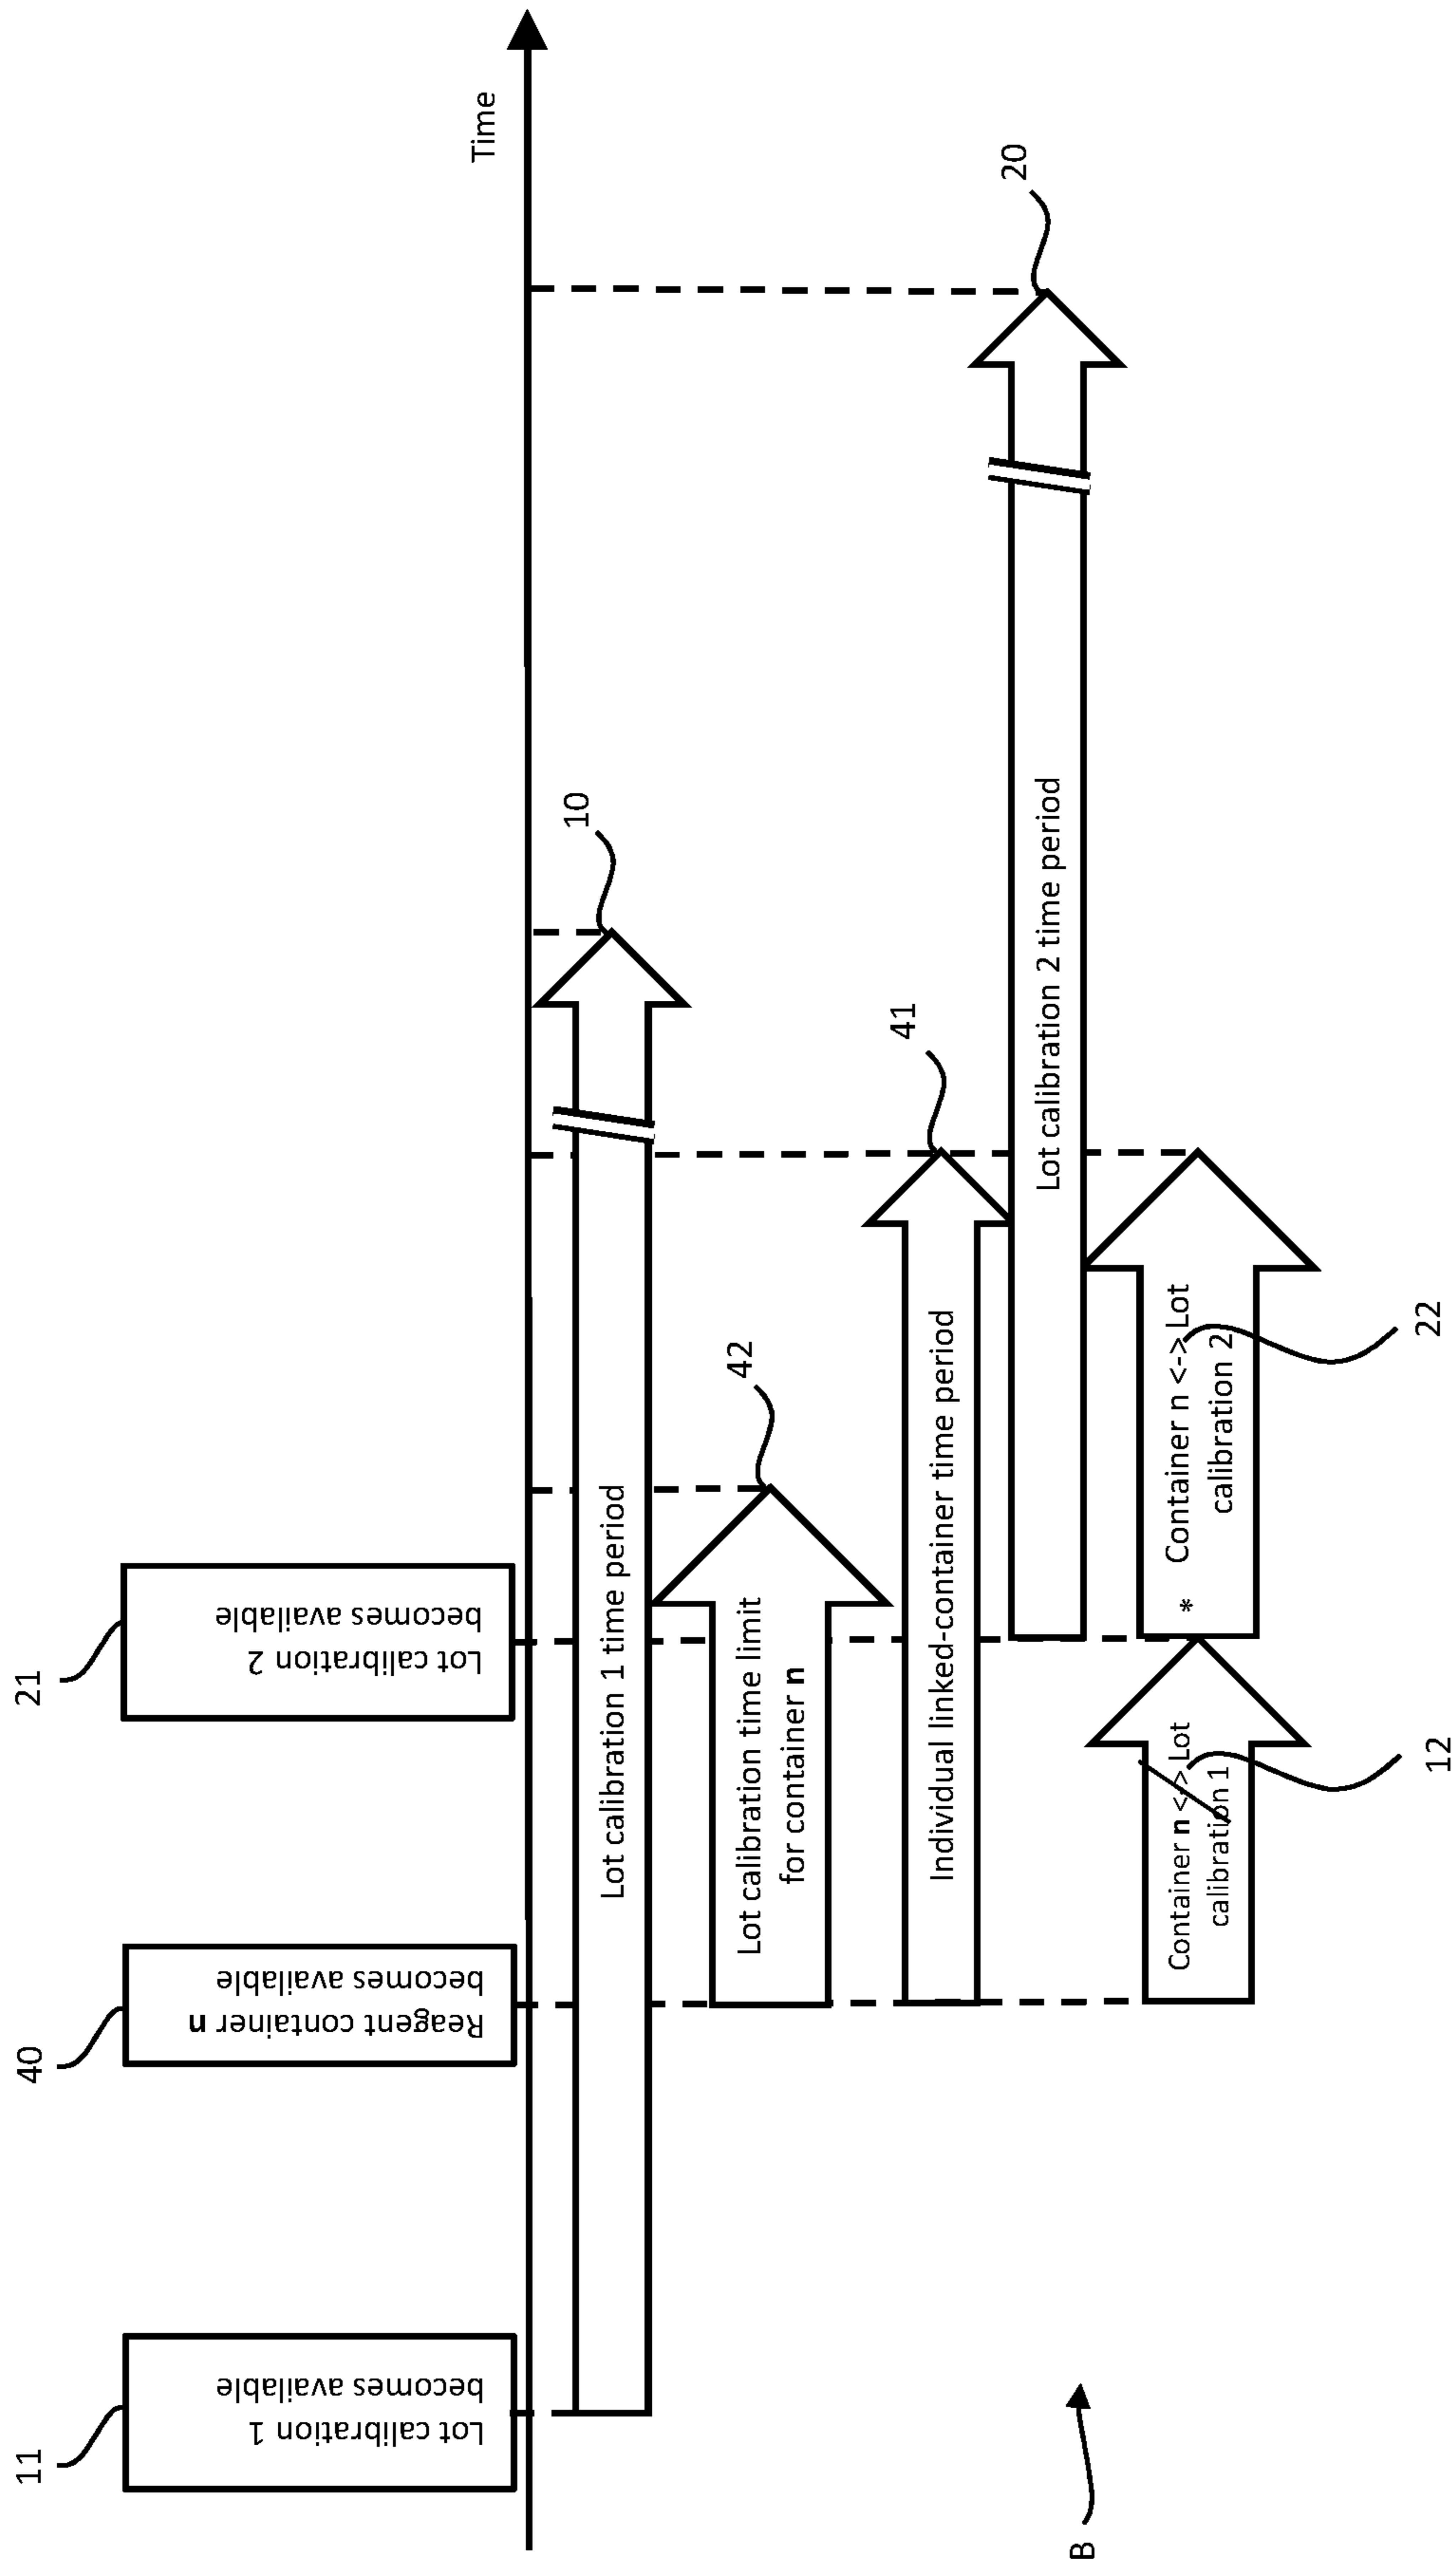 11
40
21
Lot calibration 1
becomes available
Reagent container n
becomes available
Lot calibration 2
becomes available
Time
Lot calibration 1 time period
10
Lot calibration time limit
for container n
42
Individual linked-container time period
41
Lot calibration 2 time period
20
Container n <-> Lot
calibration 1
12
* Container n <-> Lot
calibration 2
22
B